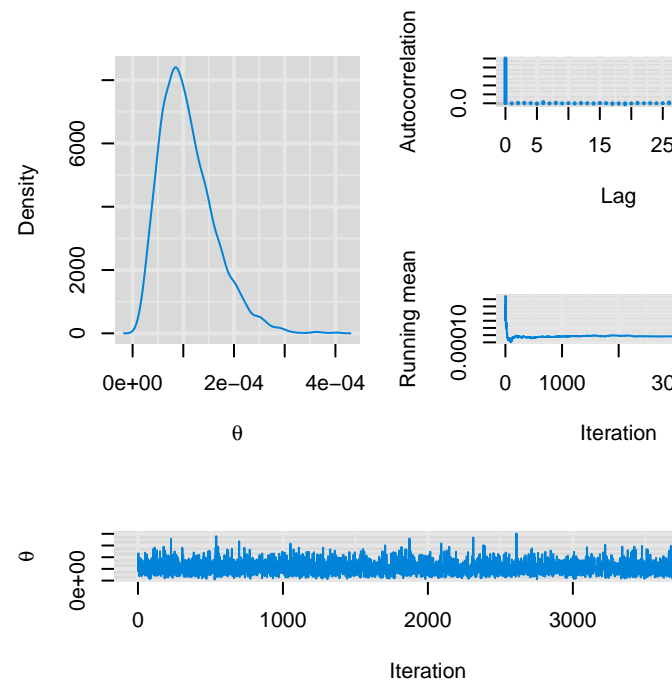 Density
6000
2000
0
0e+00 2e−04 4e−04
θ
Autocorrelation
0.0
0 5 15 25
Lag
Running mean
0.00010
0 1000 30
Iteration
θ
0e+00
0 1000 2000 3000
Iteration